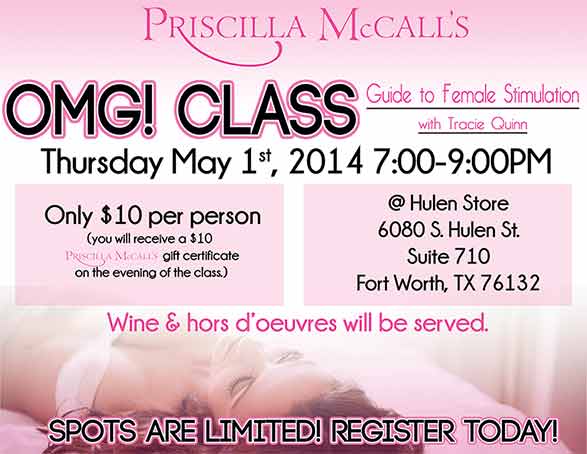 PRISCILLA MCCALL'S
OMG! CLASS
Guide to Female Stimulation
with Tracie Quinn
Thursday May 1st, 2014 7:00-9:00PM
Only $10 per person
(you will receive a $10
PRISCILLA MCCALL'S gift certificate
on the evening of the class.)
@ Hulen Store
6080 S. Hulen St.
Suite 710
Fort Worth, TX 76132
Wine & hors d'oeuvres will be served.
SPOTS ARE LIMITED! REGISTER TODAY!